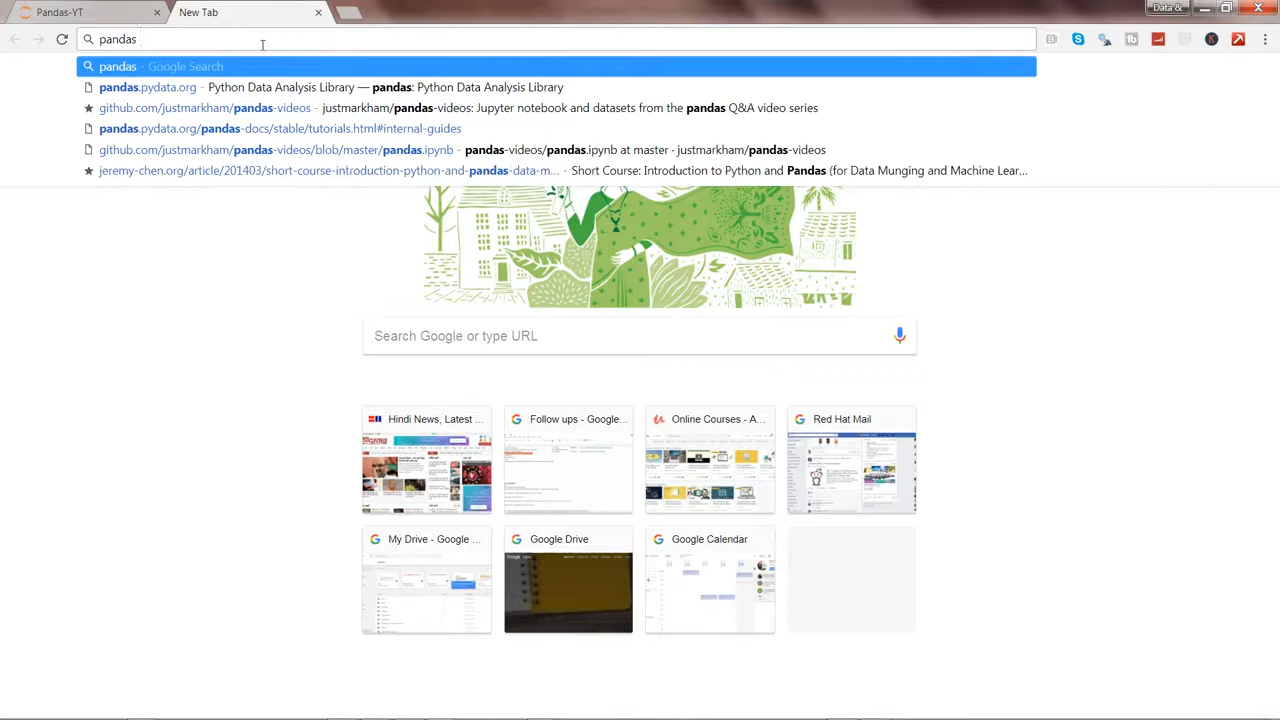 Pandas-YT
New Tab
Data &
pandas
pandas - Google Search
pandas.pydata.org - Python Data Analysis Library — pandas: Python Data Analysis Library
github.com/justmarkham/pandas-videos - justmarkham/pandas-videos: Jupyter notebook and datasets from the pandas Q&A video series
pandas.pydata.org/pandas-docs/stable/tutorials.html#internal-guides
github.com/justmarkham/pandas-videos/blob/master/pandas.ipynb - pandas-videos/pandas.ipynb at master · justmarkham/pandas-videos
jeremy-chen.org/article/201403/short-course-introduction-python-and-pandas-data-m... - Short Course: Introduction to Python and Pandas (for Data Munging and Machine Lear...
Search Google or type URL
Hindi News, Latest ...
Follow ups - Google...
Online Courses - A...
Red Hat Mail
My Drive - Google ...
Google Drive
Google Calendar